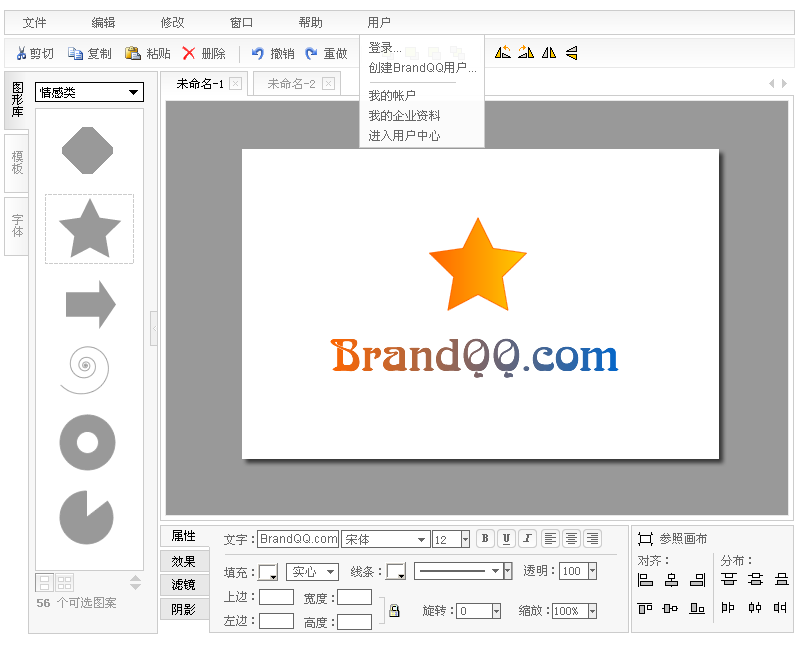 文件 编辑 修改 窗口 帮助 用户
剪切 复制 粘贴 删除 撤销 重做
登录...
创建BrandQQ用户...
我的帐户
我的企业资料
进入用户中心
图形库
模板
字体
情感类
未命名-1 未命名-2
BrandQQ.com
56 个可选图案
属性
效果
滤镜
阴影
文字： BrandQQ.com 宋体 12 B U I
填充： 实心 线条： 透明： 100
上边： 宽度：
左边： 高度：
旋转： 0 缩放： 100%
参照画布
对齐： 分布：